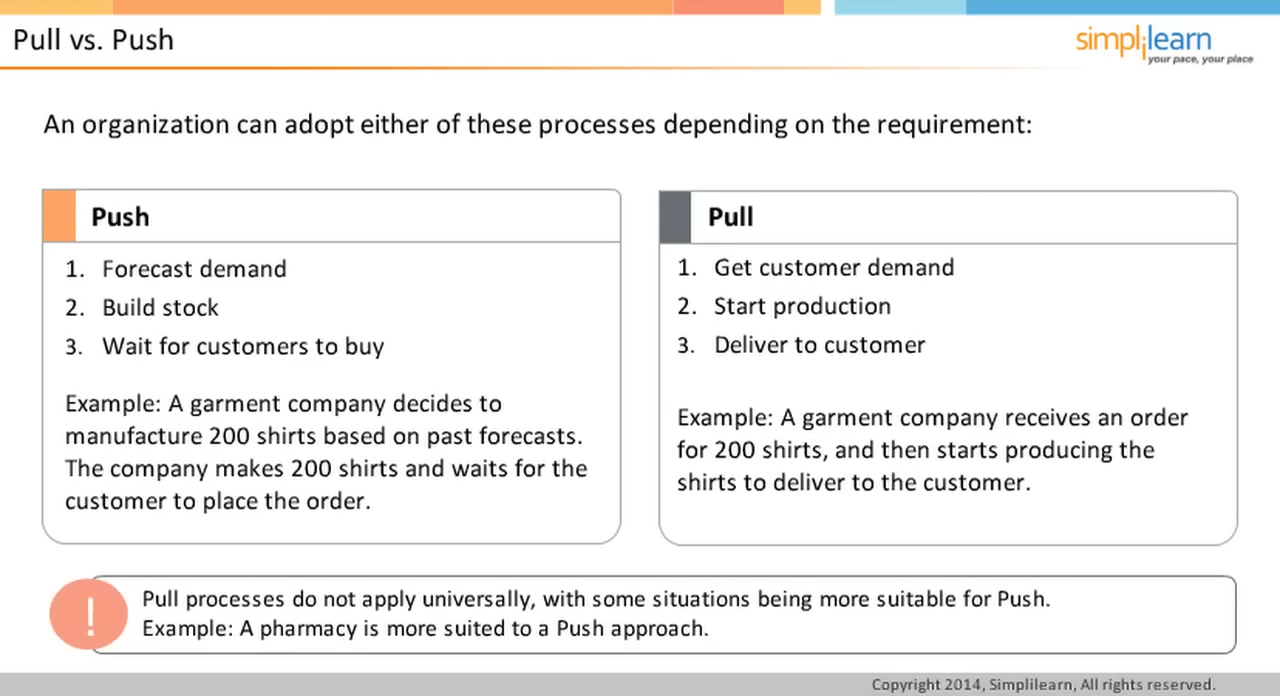 Pull vs. Push
simplilearn
your pace, your place
An organization can adopt either of these processes depending on the requirement:
Push
1. Forecast demand
2. Build stock
3. Wait for customers to buy
Example: A garment company decides to
manufacture 200 shirts based on past forecasts.
The company makes 200 shirts and waits for the
customer to place the order.
Pull
1. Get customer demand
2. Start production
3. Deliver to customer
Example: A garment company receives an order
for 200 shirts, and then starts producing the
shirts to deliver to the customer.
!
Pull processes do not apply universally, with some situations being more suitable for Push.
Example: A pharmacy is more suited to a Push approach.
Copyright 2014, Simplilearn, All rights reserved.